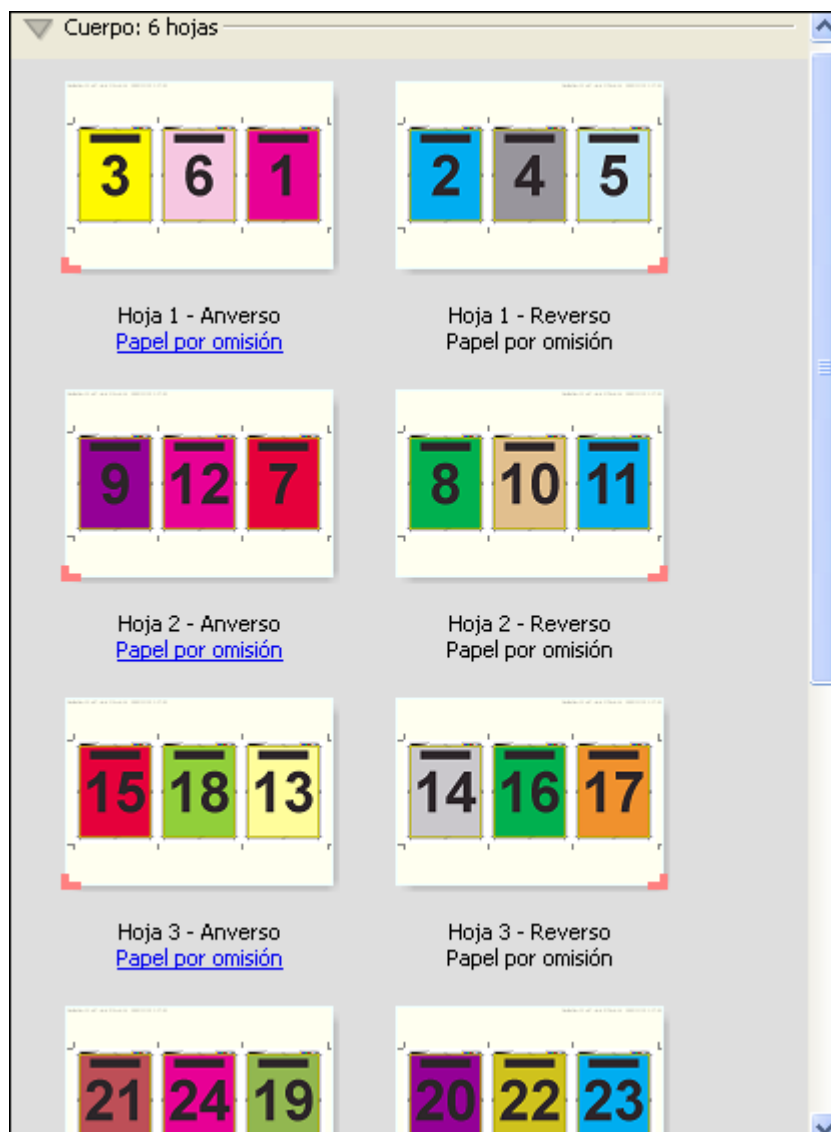 Cuerpo: 6 hojas
3 6 1 2 4 5
Hoja 1 - Anverso Hoja 1 - Reverso
Papel por omisión Papel por omisión
9 12 7 8 10 11
Hoja 2 - Anverso Hoja 2 - Reverso
Papel por omisión Papel por omisión
15 18 13 14 16 17
Hoja 3 - Anverso Hoja 3 - Reverso
Papel por omisión Papel por omisión
21 24 19 20 22 23